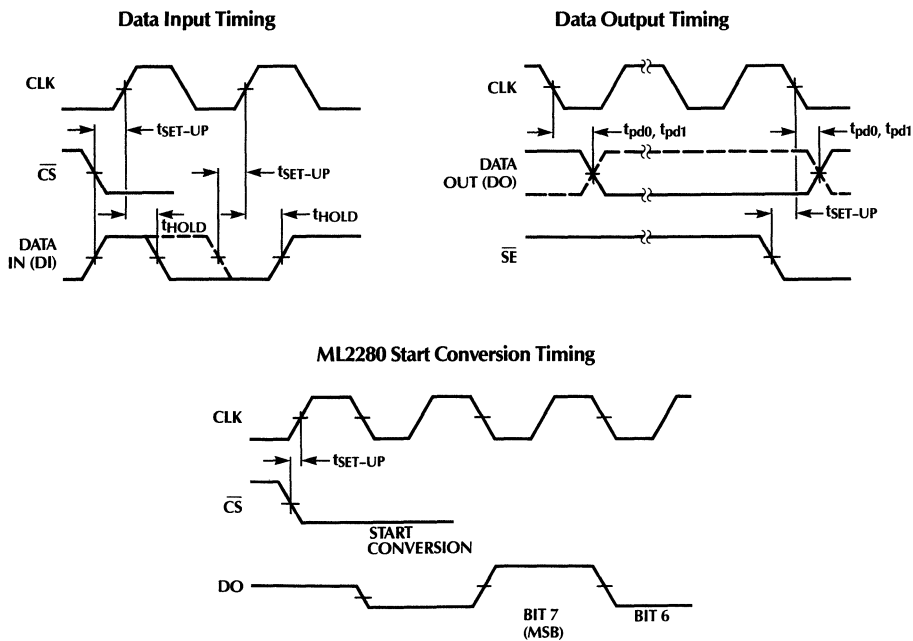 Data Input Timing
CLK
tSET–UP
CS
tSET–UP
tHOLD
tHOLD
DATA
IN (DI)
Data Output Timing
CLK
tpd0, tpd1
tpd0, tpd1
DATA
OUT (DO)
tSET–UP
SE
ML2280 Start Conversion Timing
CLK
tSET–UP
CS
START
CONVERSION
DO
BIT 7
(MSB)
BIT 6